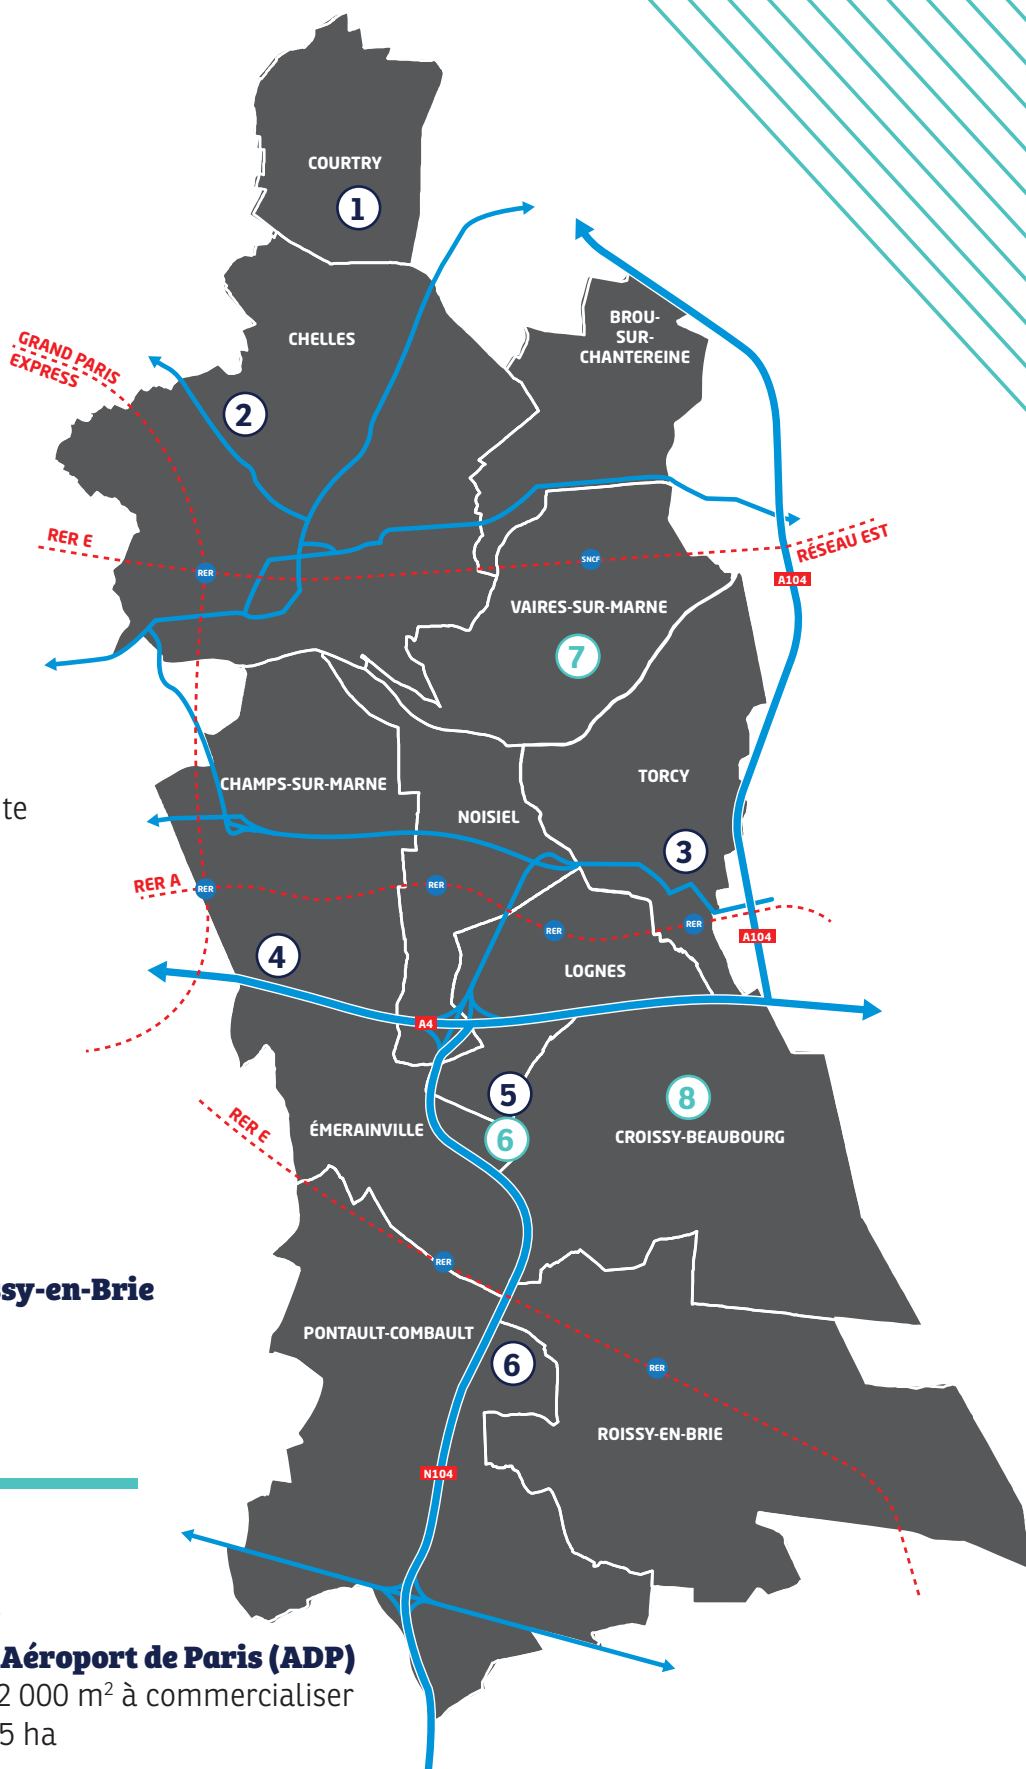 COURTRY
1
BROU-
SUR-
CHANTEREINE
CHELLES
GRAND PARIS
EXPRESS
2
RER E
RÉSEAU EST
SNCF
RER
A104
VAIRES-SUR-MARNE
7
TORCY
CHAMPS-SUR-MARNE
te
NOISIEL
3
RER A
RER
RER
RER
RER
A104
4
LOGNES
A4
5
8
6
RER E
ÉMERAINVILLE
CROISSY-BEAUBOURG
RER
ssy-en-Brie
PONTAULT-COMBAULT
6
RER
ROISSY-EN-BRIE
N104
Aéroport de Paris (ADP)
2 000 m² à commercialiser
5 ha